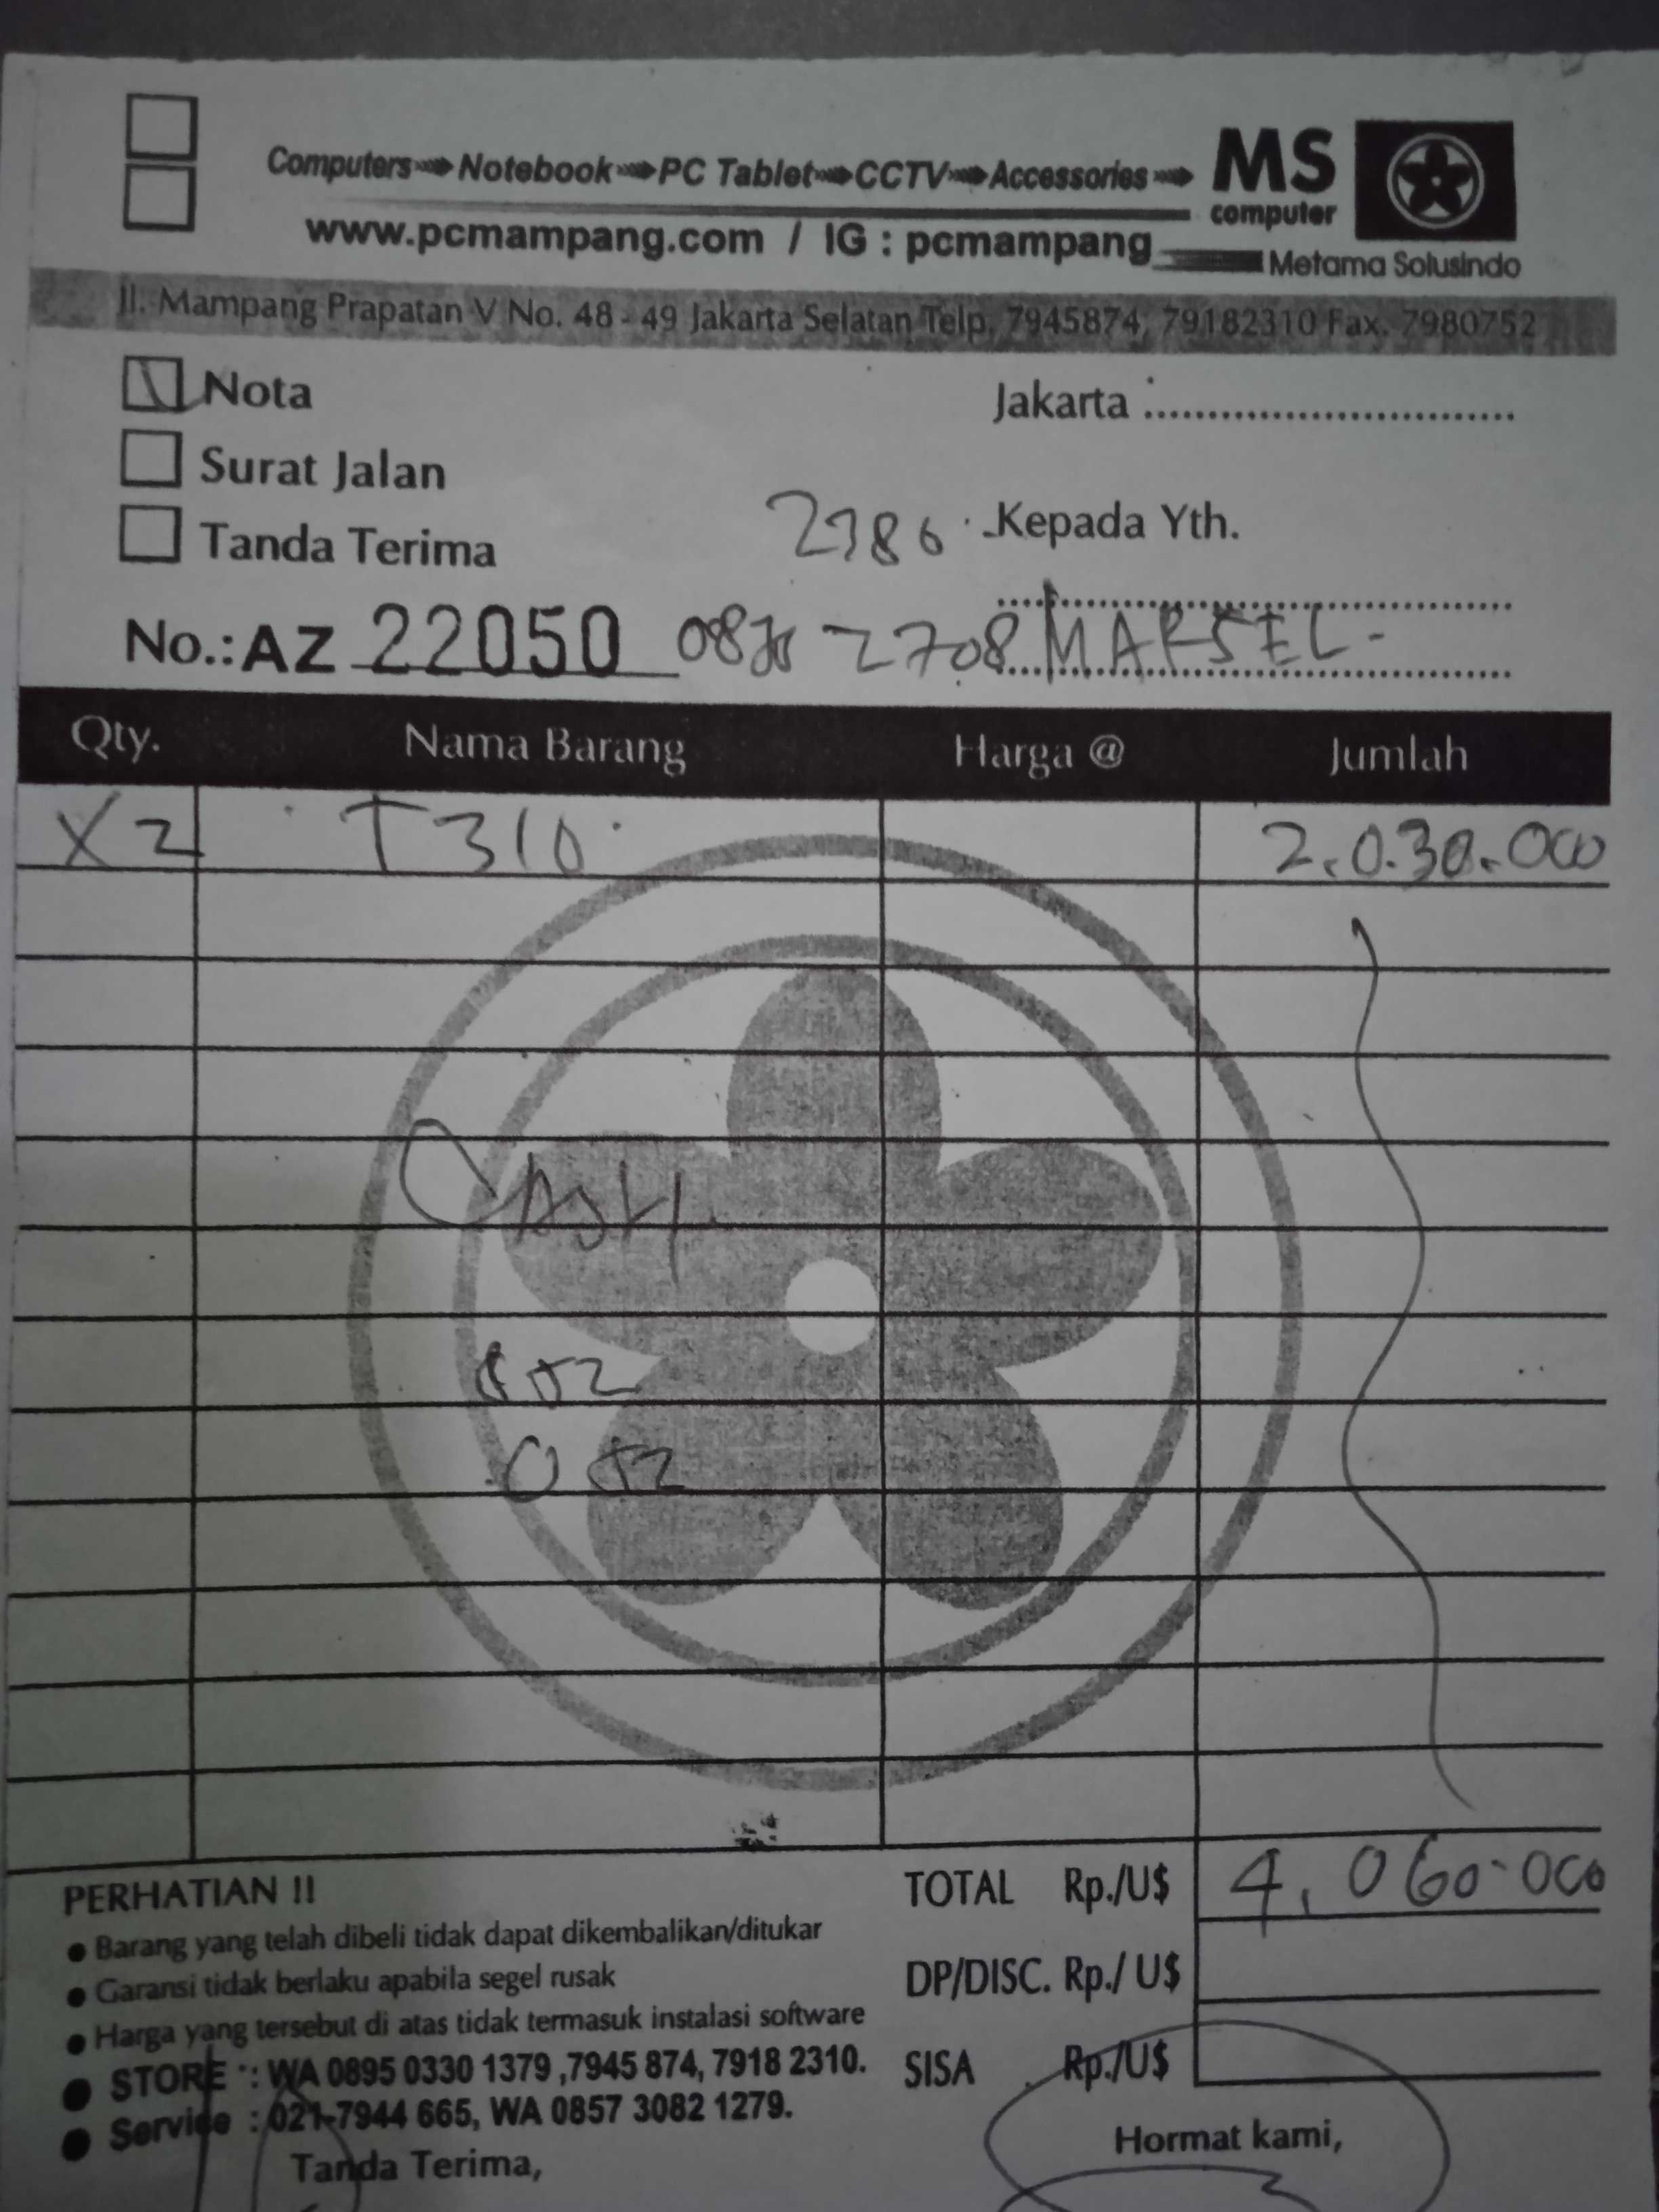 Computers Notebook PC Tablet CCTV Accessories MS
computer
www.pcmampang.com / IG : pcmampang
Metama Solusindo
Jl. Mampang Prapatan V No. 48 - 49 Jakarta Selatan Telp. 7945874, 79182310 Fax. 7980752
Nota
Jakarta :
Surat Jalan
2786 Kepada Yth.
Tanda Terima
No.: AZ 22050 2708 MARSEL-
Qty. Nama Barang Harga @ Jumlah
X2 T310 2.030.000
CASH
TOTAL Rp./U$ 4.060.000
DP/DISC. Rp./ U$
SISA Rp./U$
PERHATIAN !!
Barang yang telah dibeli tidak dapat dikembalikan/ditukar
Garansi tidak berlaku apabila segel rusak
Harga yang tersebut di atas tidak termasuk instalasi software
STORE : WA 0895 0330 1379 ,7945 874, 7918 2310.
Service : 021-7944 665, WA 0857 3082 1279.
Tanda Terima,
Hormat kami,